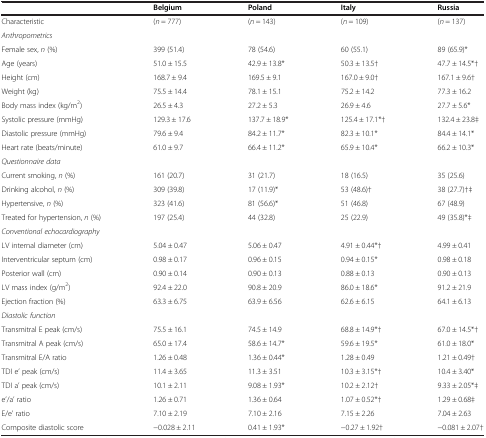 Belgium Poland Italy Russia
Characteristic (n = 777) (n = 143) (n = 109) (n = 137)
Anthropometrics
Female sex, n (%) 399 (51.4) 78 (54.6) 60 (55.1) 89 (65.9)*
Age (years) 51.0 ± 15.5 42.9 ± 13.8* 50.3 ± 13.5† 47.7 ± 14.5*†
Height (cm) 168.7 ± 9.4 169.5 ± 9.1 167.0 ± 9.0† 167.1 ± 9.6†
Weight (kg) 75.5 ± 14.4 78.1 ± 15.1 75.2 ± 14.2 77.3 ± 16.2
Body mass index (kg/m²) 26.5 ± 4.3 27.2 ± 5.3 26.9 ± 4.6 27.7 ± 5.6*
Systolic pressure (mmHg) 129.3 ± 17.6 137.7 ± 18.9* 125.4 ± 17.1*† 132.4 ± 23.8‡
Diastolic pressure (mmHg) 79.6 ± 9.4 84.2 ± 11.7* 82.3 ± 10.1* 84.4 ± 14.1*
Heart rate (beats/minute) 61.0 ± 9.7 66.4 ± 11.2* 65.9 ± 10.4* 66.2 ± 10.3*
Questionnaire data
Current smoking, n (%) 161 (20.7) 31 (21.7) 18 (16.5) 35 (25.6)
Drinking alcohol, n (%) 309 (39.8) 17 (11.9)* 53 (48.6)† 38 (27.7)†‡
Hypertensive, n (%) 323 (41.6) 81 (56.6)* 51 (46.8) 67 (48.9)
Treated for hypertension, n (%) 197 (25.4) 44 (32.8) 25 (22.9) 49 (35.8)*‡
Conventional echocardiography
LV internal diameter (cm) 5.04 ± 0.47 5.06 ± 0.47 4.91 ± 0.44*† 4.99 ± 0.41
Interventricular septum (cm) 0.98 ± 0.17 0.96 ± 0.15 0.94 ± 0.15* 0.98 ± 0.18
Posterior wall (cm) 0.90 ± 0.14 0.90 ± 0.13 0.88 ± 0.13 0.90 ± 0.13
LV mass index (g/m²) 92.4 ± 22.0 90.8 ± 20.9 86.0 ± 18.6* 91.2 ± 21.9
Ejection fraction (%) 63.3 ± 6.75 63.9 ± 6.56 62.6 ± 6.15 64.1 ± 6.13
Diastolic function
Transmitral E peak (cm/s) 75.5 ± 16.1 74.5 ± 14.9 68.8 ± 14.9*† 67.0 ± 14.5*†
Transmitral A peak (cm/s) 65.0 ± 17.4 58.6 ± 14.7* 59.6 ± 19.5* 61.0 ± 18.0*
Transmitral E/A ratio 1.26 ± 0.48 1.36 ± 0.44* 1.28 ± 0.49 1.21 ± 0.49†
TDI e′ peak (cm/s) 11.4 ± 3.65 11.3 ± 3.51 10.3 ± 3.15*† 10.4 ± 3.40*
TDI a′ peak (cm/s) 10.1 ± 2.11 9.08 ± 1.93* 10.2 ± 2.12† 9.33 ± 2.05*‡
e′/a′ ratio 1.26 ± 0.71 1.36 ± 0.64 1.07 ± 0.52*† 1.29 ± 0.68‡
E/e′ ratio 7.10 ± 2.19 7.10 ± 2.16 7.15 ± 2.26 7.04 ± 2.63
Composite diastolic score −0.028 ± 2.11 0.41 ± 1.93* −0.27 ± 1.92† −0.081 ± 2.07†